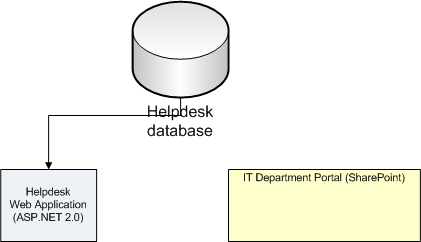 Helpdesk
database
Helpdesk
Web Application
(ASP.NET 2.0)
IT Department Portal (SharePoint)